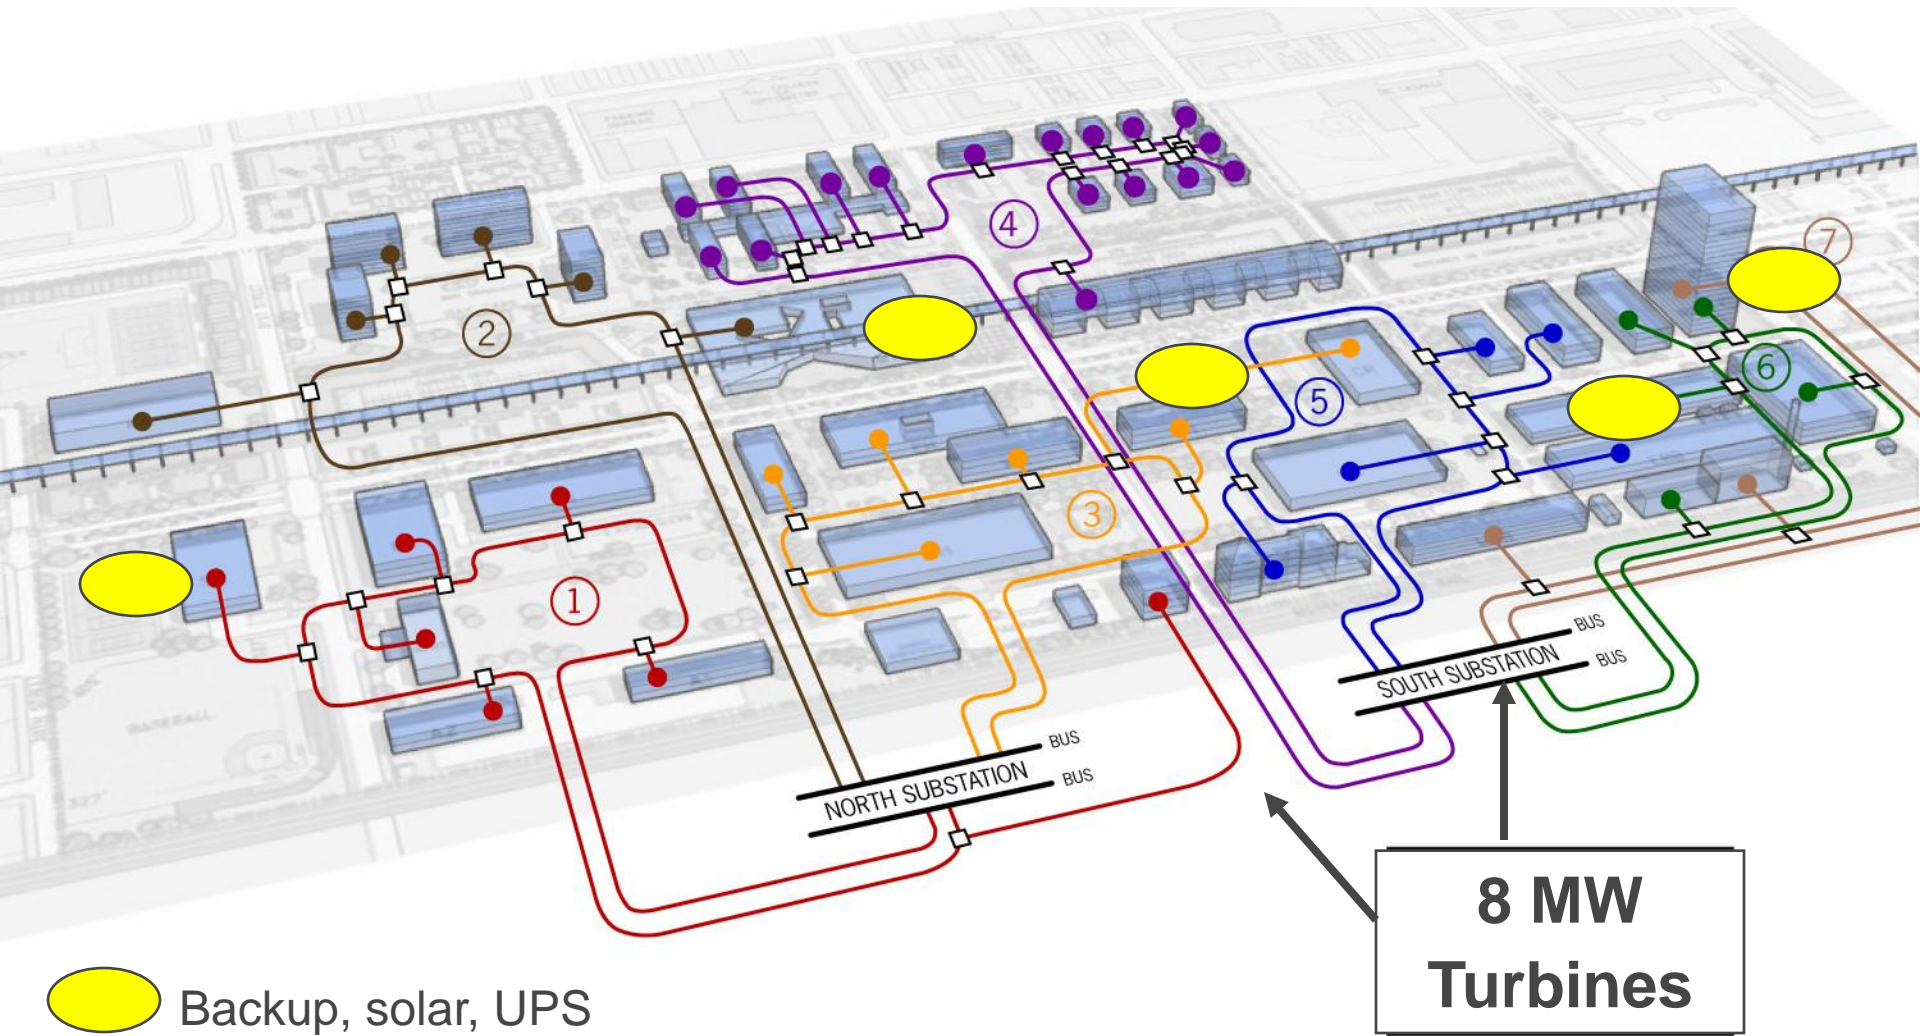 4
7
2
6
5
3
1
BUS
SOUTH SUBSTATION
BUS
BUS
NORTH SUBSTATION
BUS
BASEBALL
8 MW
Turbines
Backup, solar, UPS